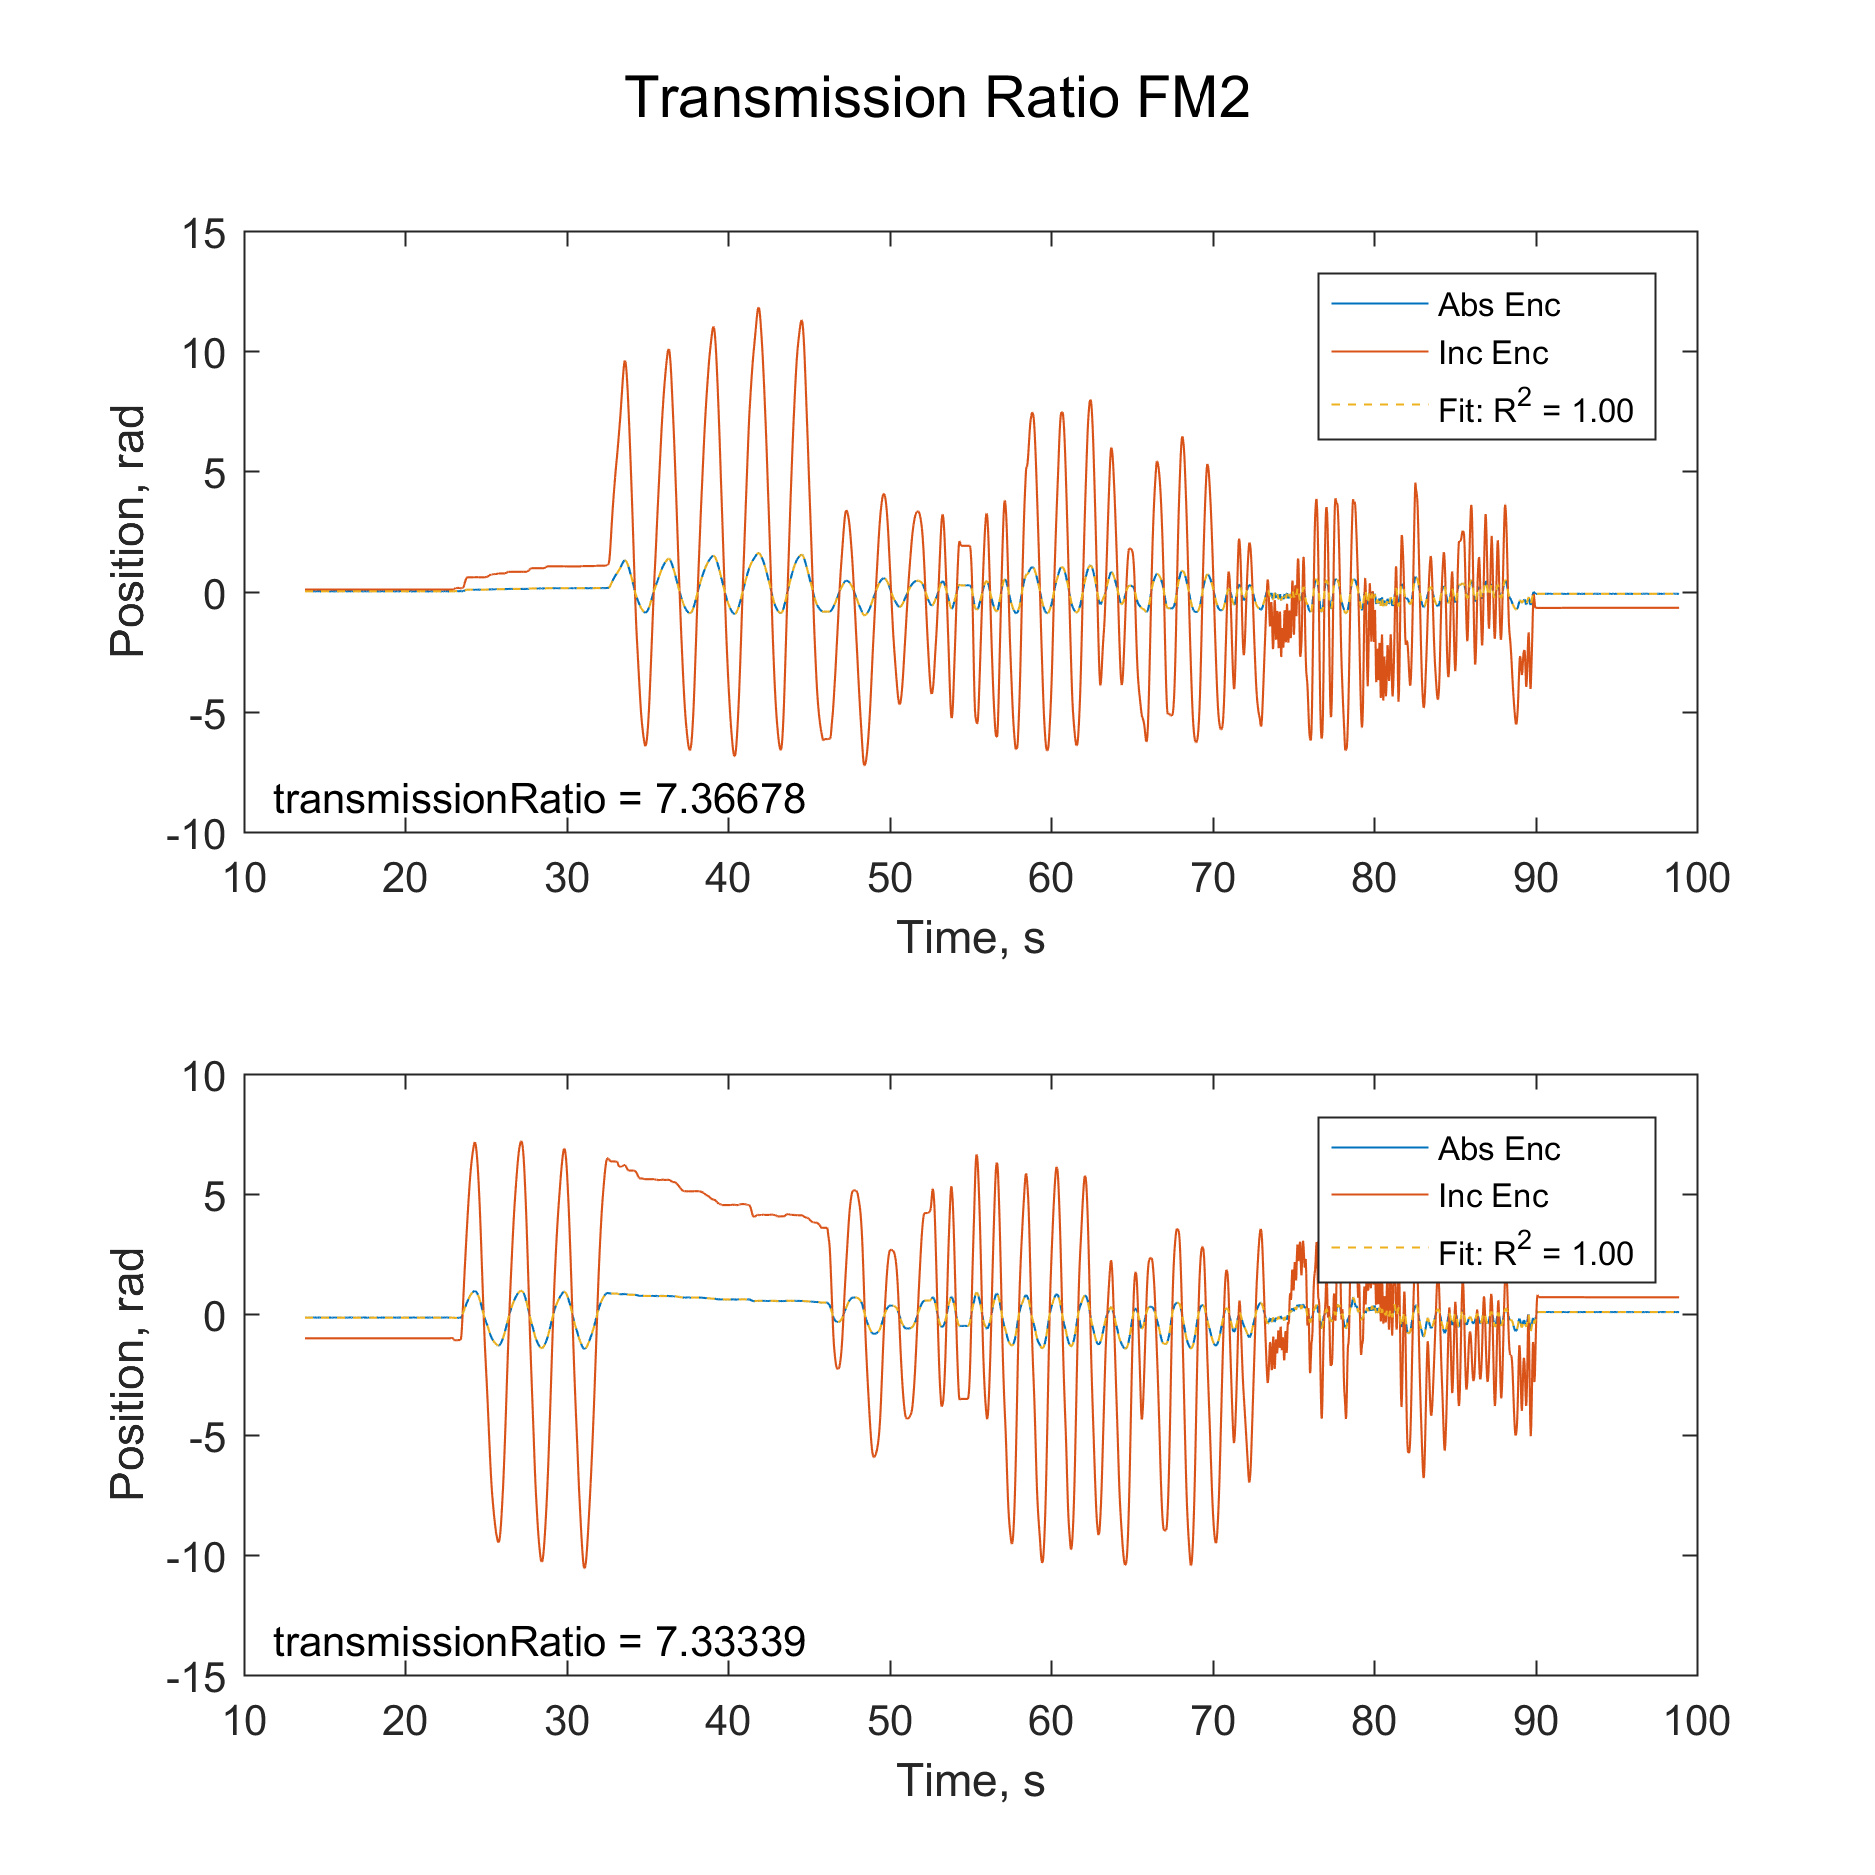 Transmission Ratio FM2
15
10
5
0
-5
-10
Position, rad
Abs Enc
Inc Enc
Fit: R² = 1.00
transmissionRatio = 7.36678
10 20 30 40 50 60 70 80 90 100
Time, s
10
5
0
-5
-10
-15
Position, rad
Abs Enc
Inc Enc
Fit: R² = 1.00
transmissionRatio = 7.33339
10 20 30 40 50 60 70 80 90 100
Time, s